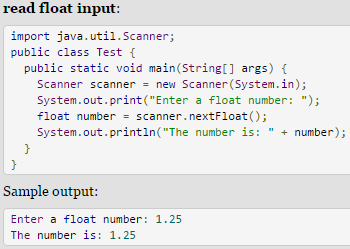 read float input:
import java.util.Scanner;
public class Test {
  public static void main(String[] args) {
    Scanner scanner = new Scanner(System.in);
    System.out.print("Enter a float number: ");
    float number = scanner.nextFloat();
    System.out.println("The number is: " + number);
  }
}
Sample output:
Enter a float number: 1.25
The number is: 1.25